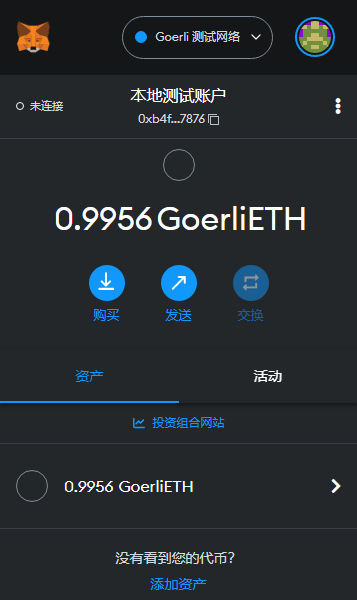 Goerli 测试网络
未连接
本地测试账户
0xb4f...7876
0.9956 GoerliETH
购买
发送
交换
资产
活动
投资组合网站
0.9956 GoerliETH
没有看到您的代币？
添加资产